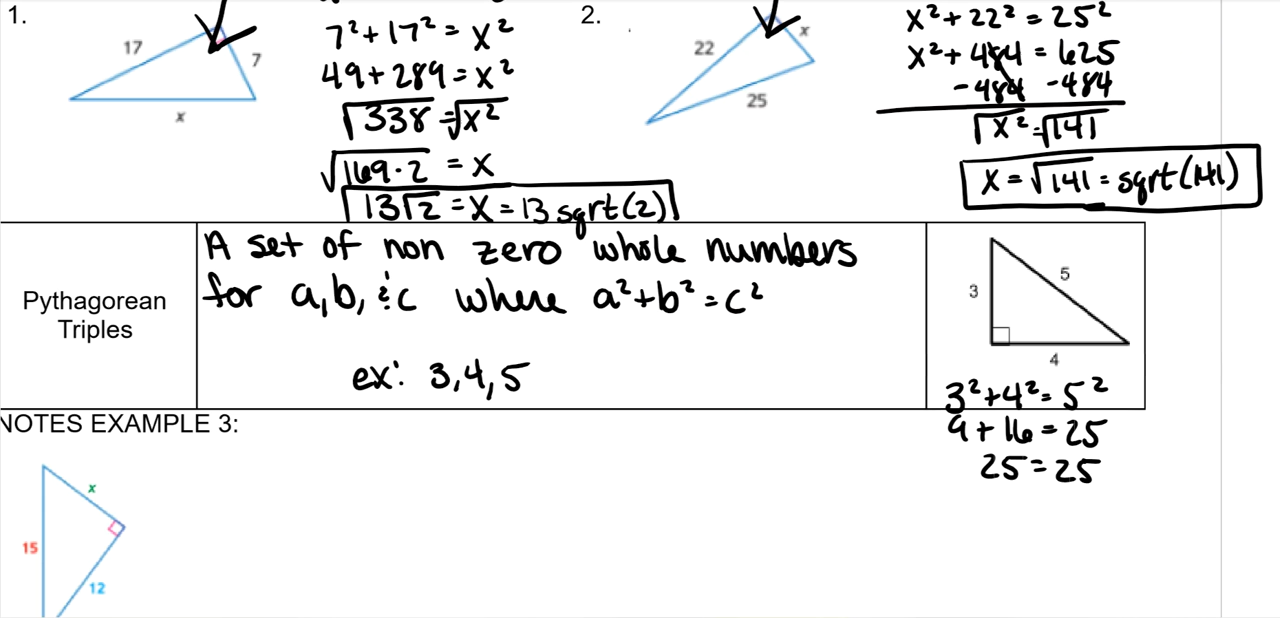 1.
17
7
x
7² + 17² = x²
49 + 289 = x²
√338 = √x²
√169·2 = x
13√2 = x = 13 sqrt(2)
2.
22
x
25
x² + 22² = 25²
x² + 484 = 625
-484 -484
√x² = √141
x = √141 = sqrt(141)
Pythagorean
Triples
A set of non zero whole numbers
for a, b, & c where a² + b² = c²
ex: 3, 4, 5
3
5
4
3² + 4² = 5²
9 + 16 = 25
25 = 25
NOTES EXAMPLE 3:
x
15
12